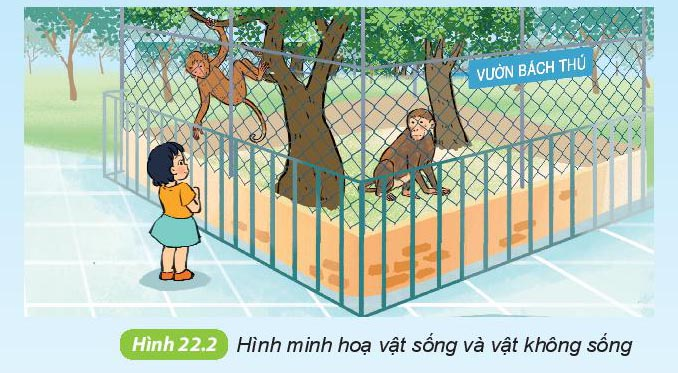 VƯỜN BÁCH THÚ
Hình 22.2 Hình minh hoạ vật sống và vật không sống